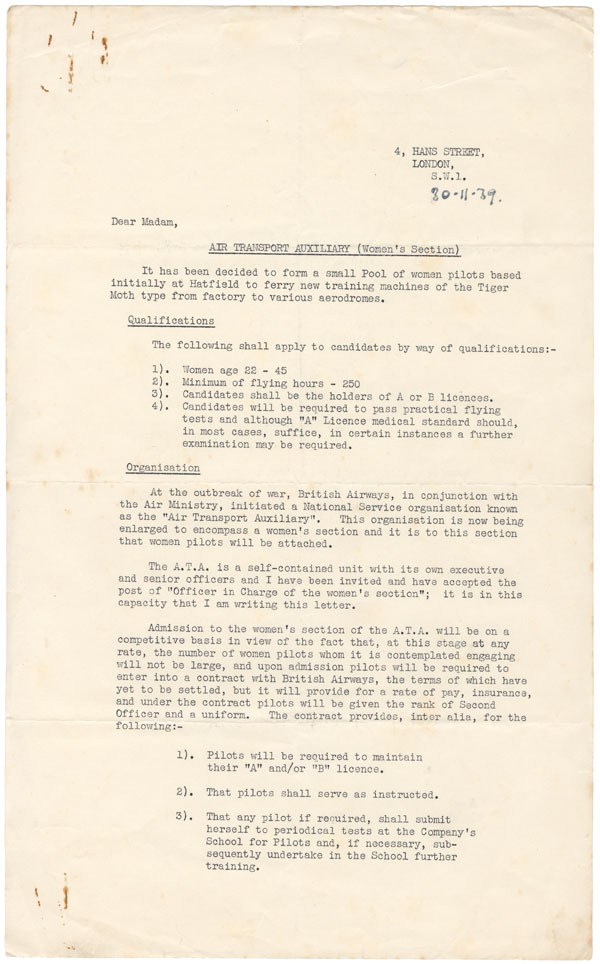 4, HANS STREET,
LONDON,
S.W.1.
30-11-39.
Dear Madam,
AIR TRANSPORT AUXILIARY (Women's Section)
It has been decided to form a small Pool of women pilots based
initially at Hatfield to ferry new training machines of the Tiger
Moth type from factory to various aerodromes.
Qualifications
The following shall apply to candidates by way of qualifications:-
1). Women age 22 - 45
2). Minimum of flying hours - 250
3). Candidates shall be the holders of A or B licences.
4). Candidates will be required to pass practical flying
tests and although "A" Licence medical standard should,
in most cases, suffice, in certain instances a further
examination may be required.
Organisation
At the outbreak of war, British Airways, in conjunction with
the Air Ministry, initiated a National Service organisation known
as the "Air Transport Auxiliary". This organisation is now being
enlarged to encompass a women's section and it is to this section
that women pilots will be attached.
The A.T.A. is a self-contained unit with its own executive
and senior officers and I have been invited and have accepted the
post of "Officer in Charge of the women's section"; it is in this
capacity that I am writing this letter.
Admission to the women's section of the A.T.A. will be on a
competitive basis in view of the fact that, at this stage at any
rate, the number of women pilots whom it is contemplated engaging
will not be large, and upon admission pilots will be required to
enter into a contract with British Airways, the terms of which have
yet to be settled, but it will provide for a rate of pay, insurance,
and under the contract pilots will be given the rank of Second
Officer and a uniform. The contract provides, inter alia, for the
following:-
1). Pilots will be required to maintain
their "A" and/or "B" licence.
2). That pilots shall serve as instructed.
3). That any pilot if required, shall submit
herself to periodical tests at the Company's
School for Pilots and, if necessary, sub-
sequently undertake in the School further
training.